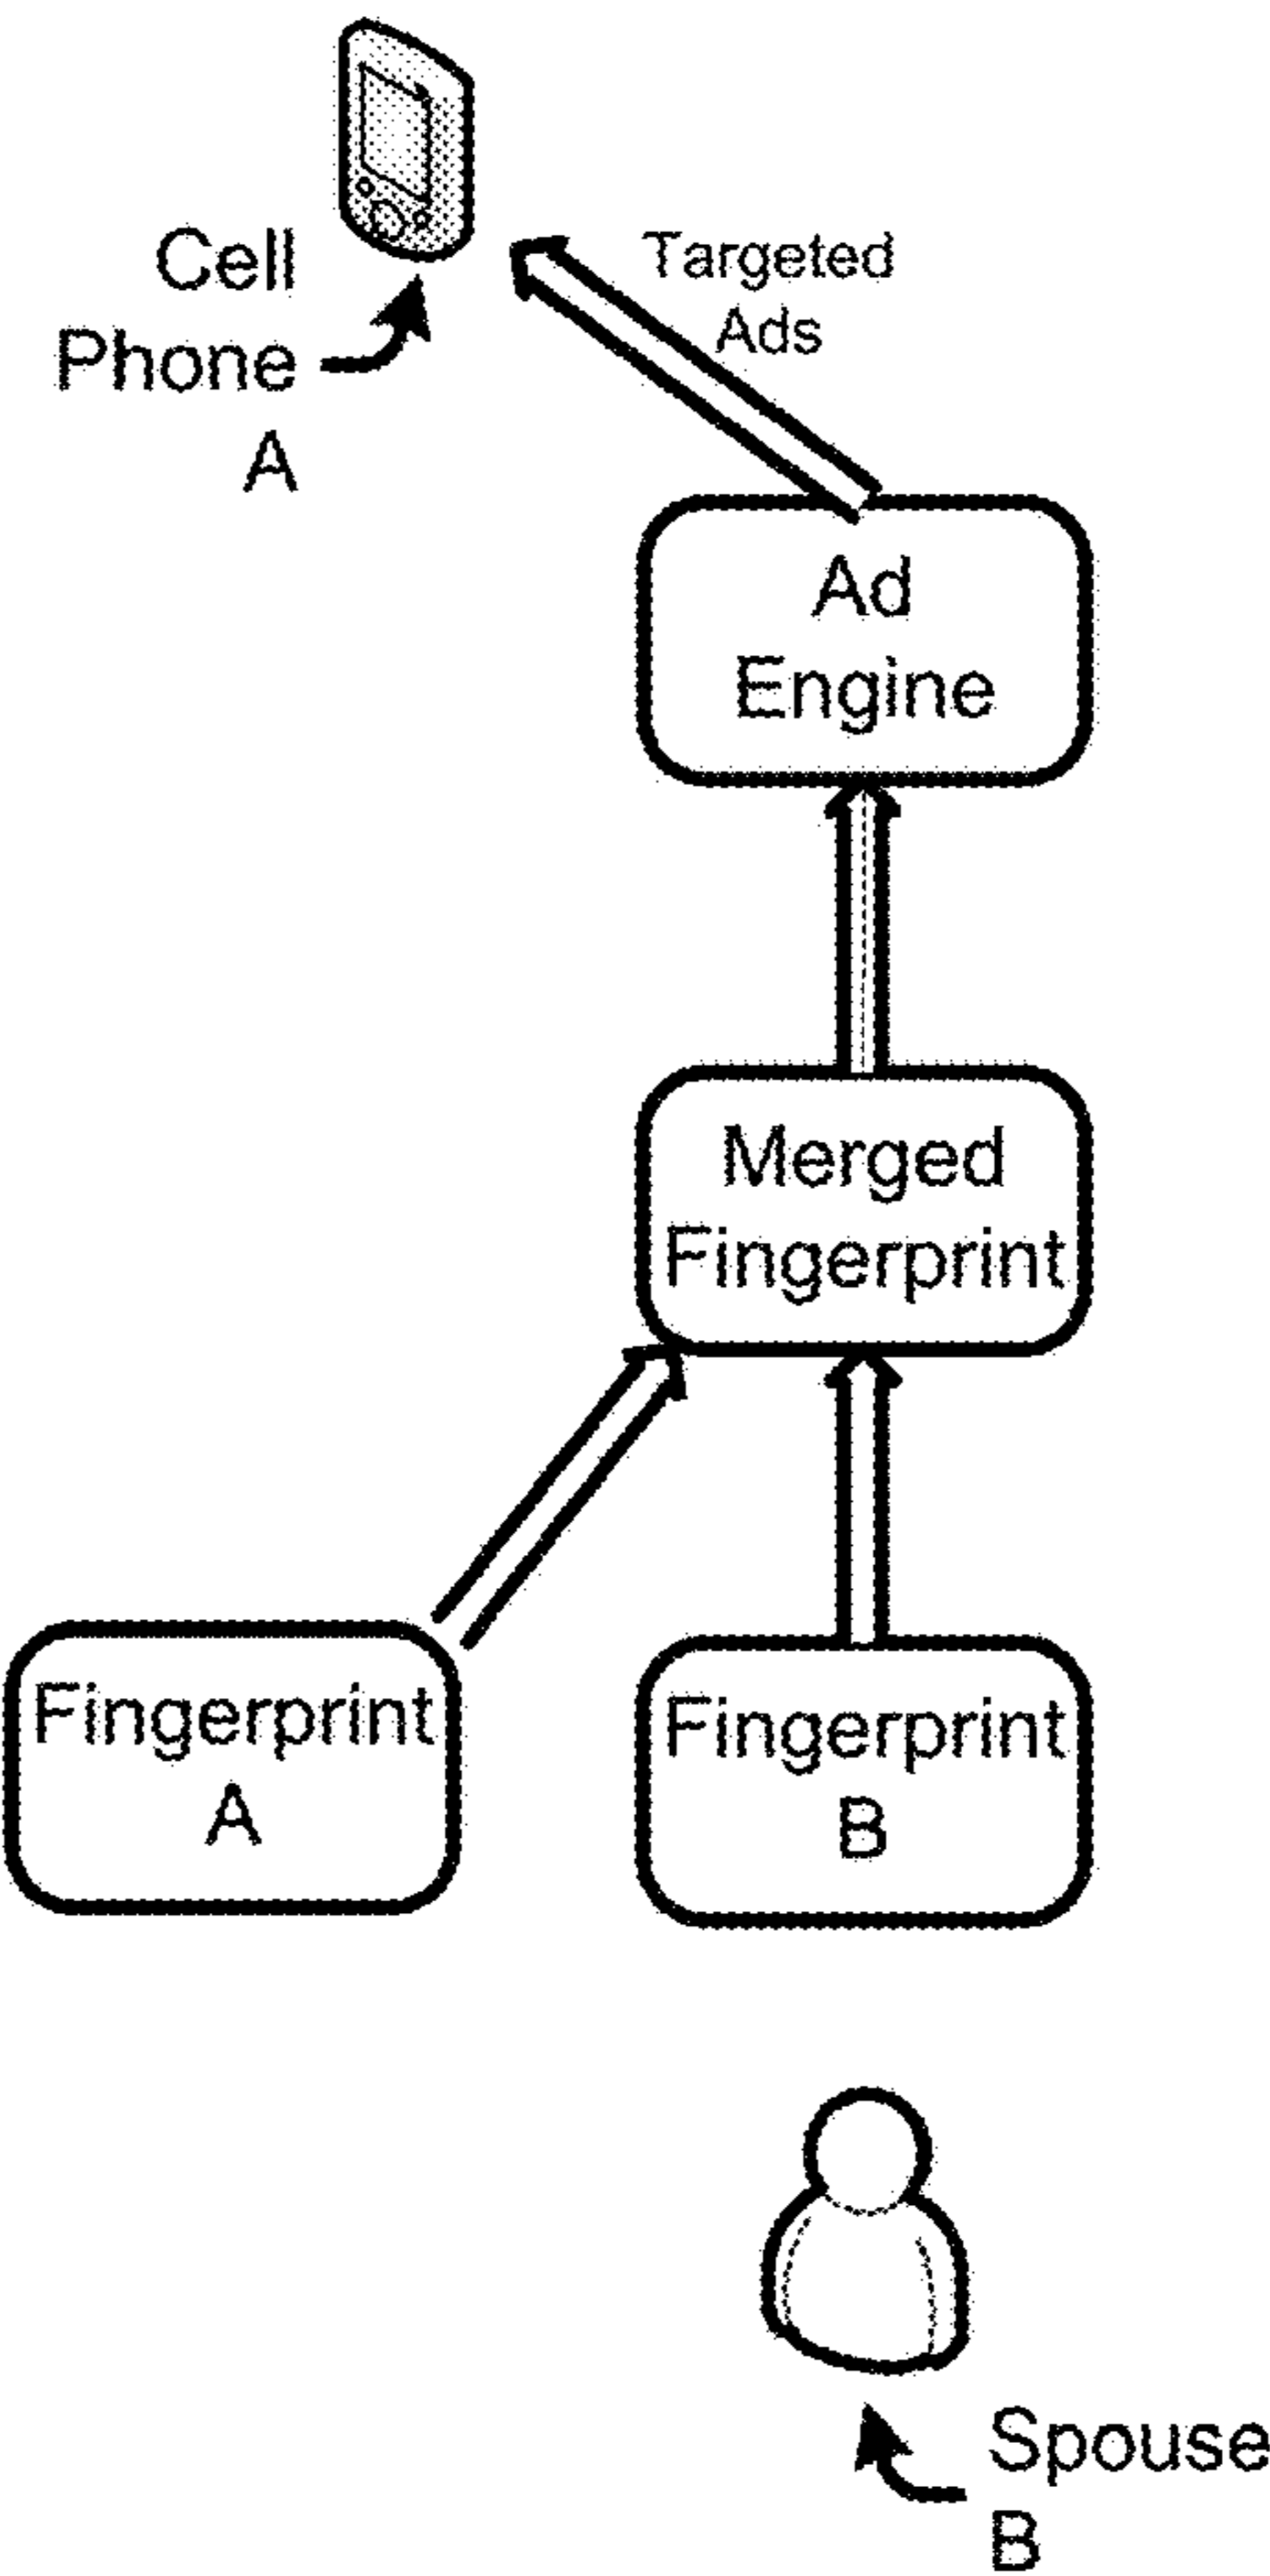 Cell
Phone
A
Targeted
Ads
Ad
Engine
Merged
Fingerprint
Fingerprint
A
Fingerprint
B
Spouse
B